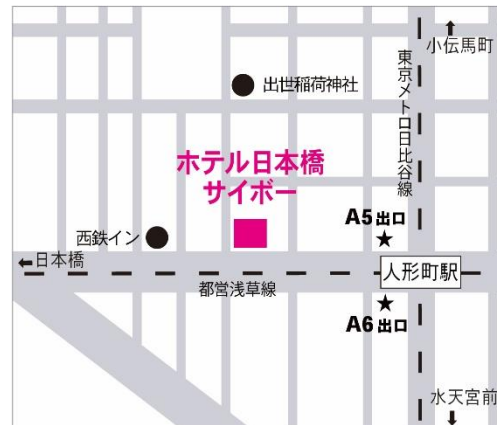 小伝馬町
東京メトロ日比谷線
出世稲荷神社
ホテル日本橋
サイボー
A5出口
西鉄イン
←日本橋
人形町駅
都営浅草線
A6出口
水天宮前